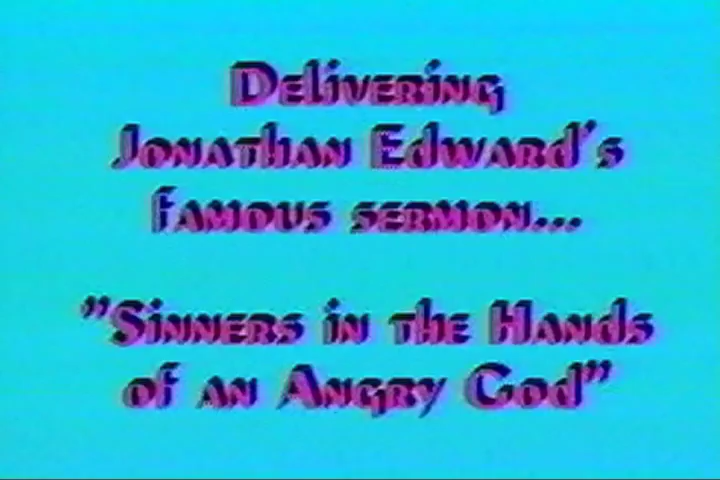 Delivering
Jonathan Edward's
famous sermon...
"Sinners in the Hands
of an Angry God"